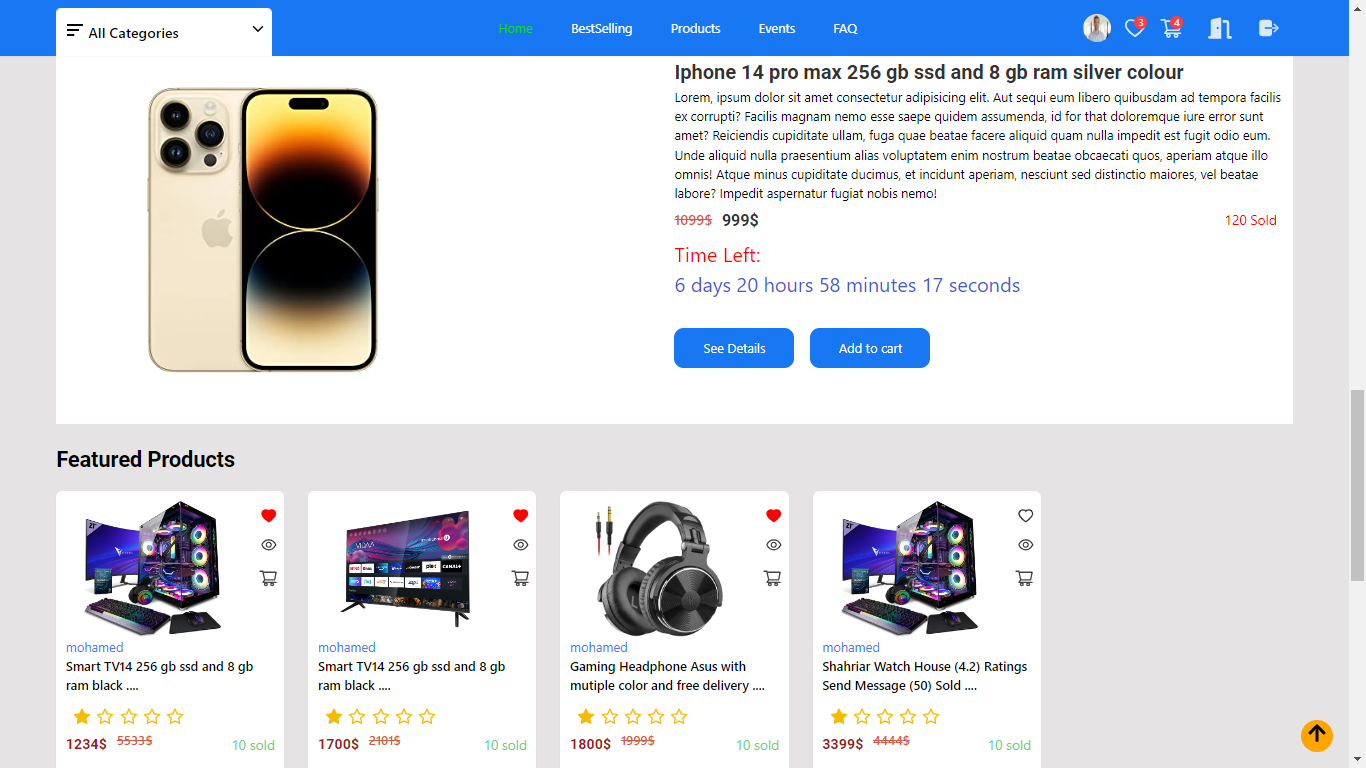 All Categories
Home
BestSelling
Products
Events
FAQ
3
4
Iphone 14 pro max 256 gb ssd and 8 gb ram silver colour
Lorem, ipsum dolor sit amet consectetur adipisicing elit. Aut sequi eum libero quibusdam ad tempora facilis
ex corrupti? Facilis magnam nemo esse saepe quidem assumenda, id for that doloremque iure error sunt
amet? Reiciendis cupiditate ullam, fuga quae beatae facere aliquid quam nulla impedit est fugit odio eum.
Unde aliquid nulla praesentium alias voluptatem enim nostrum beatae obcaecati quos, aperiam atque illo
omnis! Atque minus cupiditate ducimus, et incidunt aperiam, nesciunt sed distinctio maiores, vel beatae
labore? Impedit aspernatur fugiat nobis nemo!
1099$ 999$
120 Sold
Time Left:
6 days 20 hours 58 minutes 17 seconds
See Details
Add to cart
Featured Products
mohamed
Smart TV14 256 gb ssd and 8 gb
ram black ....
1234$ 5533$
10 sold
VIDAA
CANAL+
mohamed
Smart TV14 256 gb ssd and 8 gb
ram black ....
1700$ 2101$
10 sold
mohamed
Gaming Headphone Asus with
mutiple color and free delivery ....
1800$ 1999$
10 sold
mohamed
Shahriar Watch House (4.2) Ratings
Send Message (50) Sold ....
3399$ 4444$
10 sold